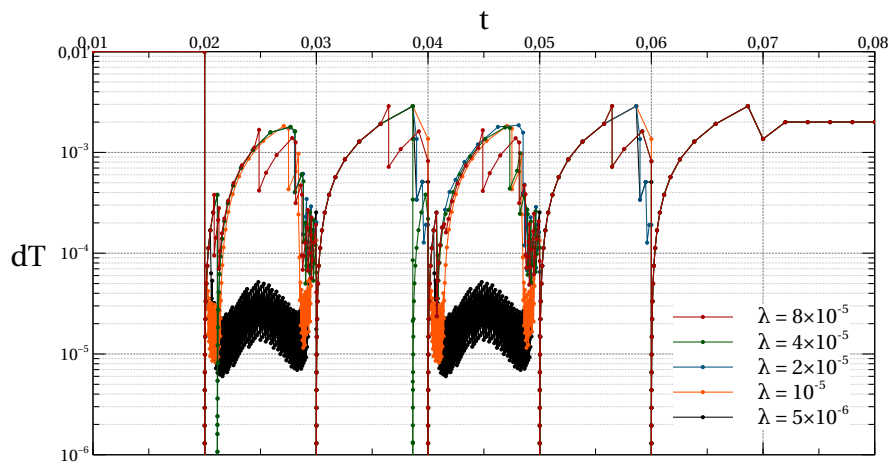 t
0,01 0,02 0,03 0,04 0,05 0,06 0,07 0,08
0,01
10⁻³
10⁻⁴
dT
10⁻⁵
10⁻⁶
λ = 8×10⁻⁵
λ = 4×10⁻⁵
λ = 2×10⁻⁵
λ = 10⁻⁵
λ = 5×10⁻⁶